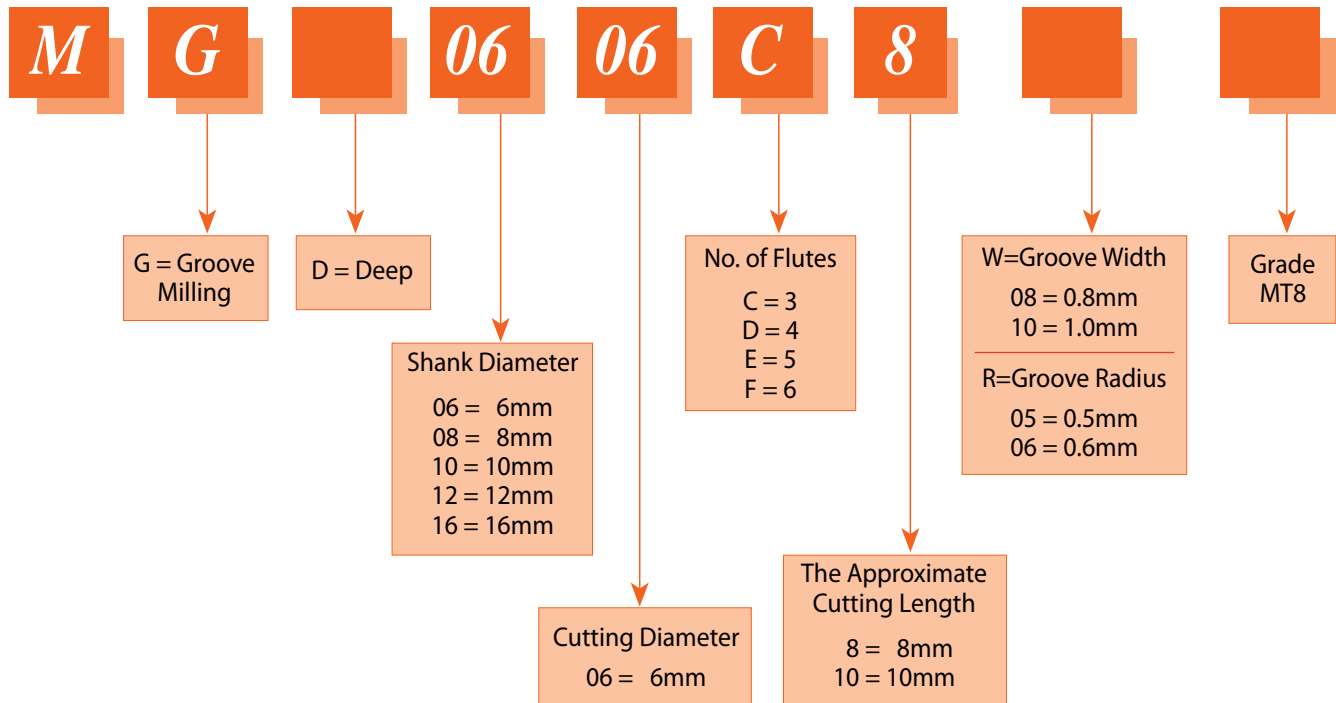 M G 06 06 C 8
G = Groove
Milling
D = Deep
Shank Diameter
06 = 6mm
08 = 8mm
10 = 10mm
12 = 12mm
16 = 16mm
Cutting Diameter
06 = 6mm
No. of Flutes
C = 3
D = 4
E = 5
F = 6
The Approximate
Cutting Length
8 = 8mm
10 = 10mm
W=Groove Width
08 = 0.8mm
10 = 1.0mm
R=Groove Radius
05 = 0.5mm
06 = 0.6mm
Grade
MT8